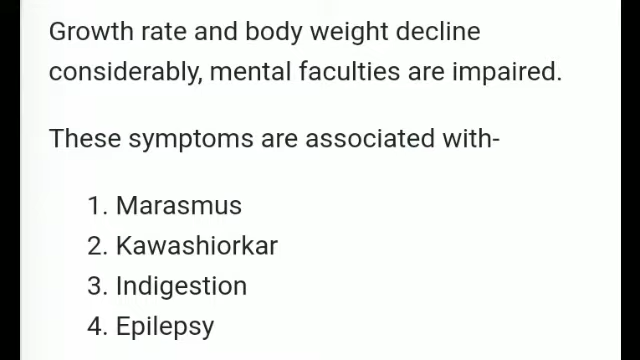 Growth rate and body weight decline
considerably, mental faculties are impaired.
These symptoms are associated with-
1. Marasmus
2. Kawashiorkar
3. Indigestion
4. Epilepsy